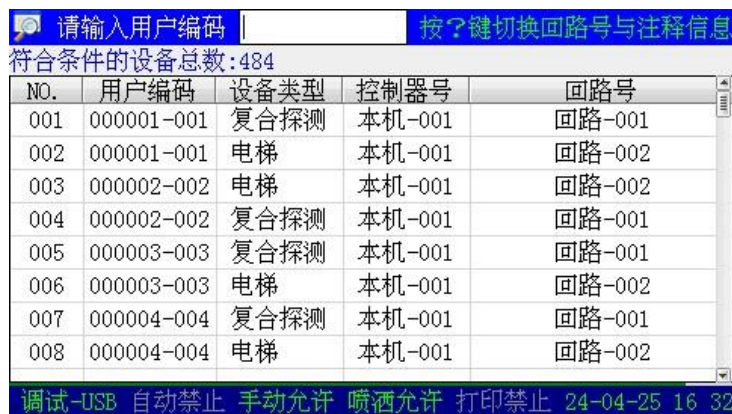 请输入用户编码 按?键切换回路号与注释信息
符合条件的设备总数:484
NO. 用户编码 设备类型 控制器号 回路号
001 000001-001 复合探测 本机-001 回路-001
002 000001-001 电梯 本机-001 回路-002
003 000002-002 电梯 本机-001 回路-002
004 000002-002 复合探测 本机-001 回路-001
005 000003-003 复合探测 本机-001 回路-001
006 000003-003 电梯 本机-001 回路-002
007 000004-004 复合探测 本机-001 回路-001
008 000004-004 电梯 本机-001 回路-002
调试-USB 自动禁止 手动允许 喷洒允许 打印禁止 24-04-25 16 32